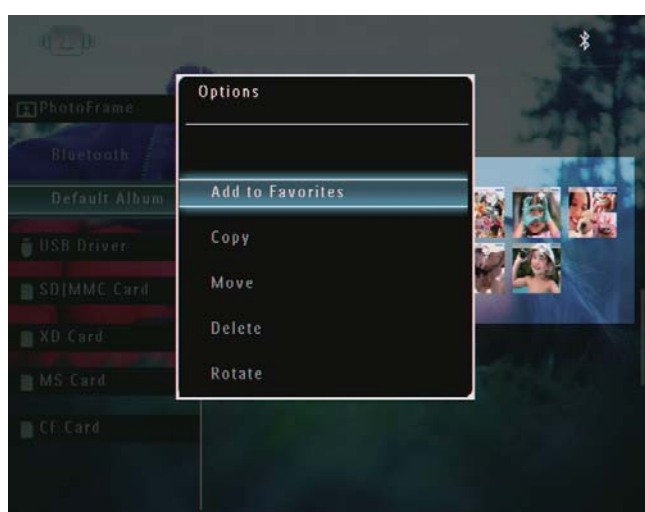 PhotoFrame
Bluetooth
Default Album
USB Driver
SD|MMC Card
XD Card
MS Card
CF Card
Options
Add to Favorites
Copy
Move
Delete
Rotate